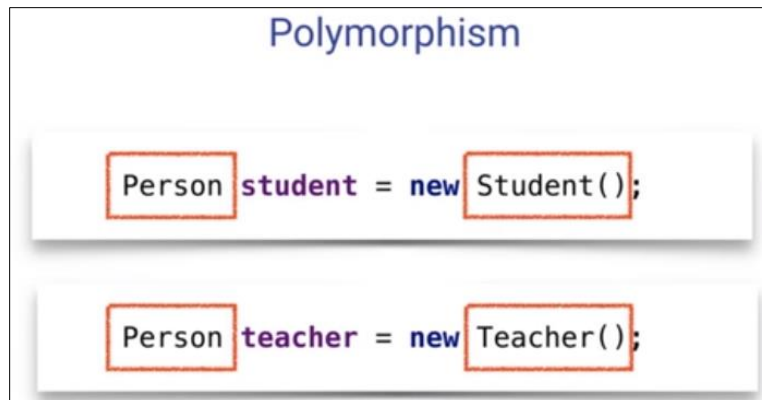 Polymorphism
Person student = new Student();
Person teacher = new Teacher();